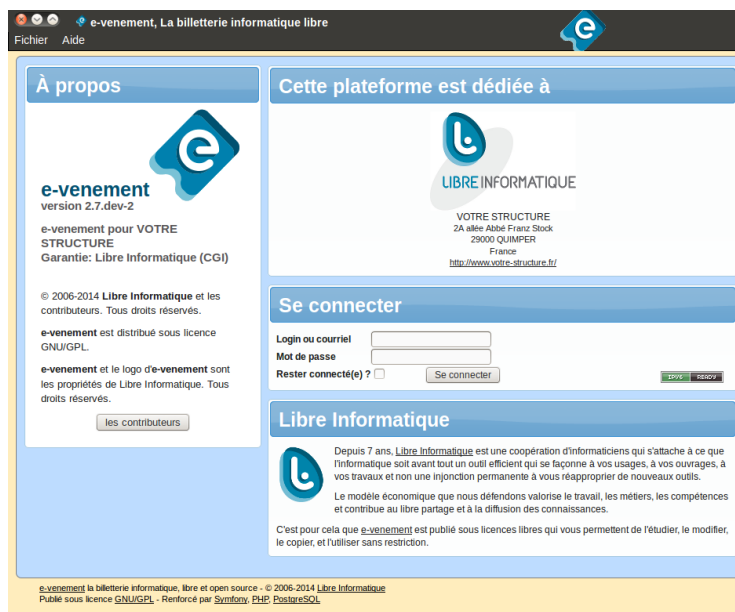 e-venement, La billetterie informatique libre
Fichier Aide
À propos
e-venement
version 2.7.dev-2
e-venement pour VOTRE
STRUCTURE
Garantie: Libre Informatique (CGI)
© 2006-2014 Libre Informatique et les
contributeurs. Tous droits réservés.
e-venement est distribué sous licence
GNU/GPL.
e-venement et le logo d'e-venement sont
les propriétés de Libre Informatique. Tous
droits réservés.
les contributeurs
Cette plateforme est dédiée à
LIBRE INFORMATIQUE
VOTRE STRUCTURE
2A allée Abbé Franz Stock
29000 QUIMPER
France
http://www.votre-structure.fr/
Se connecter
Login ou courriel
Mot de passe
Rester connecté(e) ?
Se connecter
IPV6 READY
Libre Informatique
Depuis 7 ans, Libre Informatique est une coopération d'informaticiens qui s'attache à ce que
l'informatique soit avant tout un outil efficient qui se façonne à vos usages, à vos ouvrages, à
vos travaux et non une injonction permanente à vous réapproprier de nouveaux outils.
Le modèle économique que nous défendons valorise le travail, les métiers, les compétences
et contribue au libre partage et à la diffusion des connaissances.
C'est pour cela que e-venement est publié sous licences libres qui vous permettent de l'étudier, le modifier,
le copier, et l'utiliser sans restriction.
e-venement la billetterie informatique, libre et open source - © 2006-2014 Libre Informatique
Publié sous licence GNU/GPL - Renforcé par Symfony, PHP, PostgreSQL